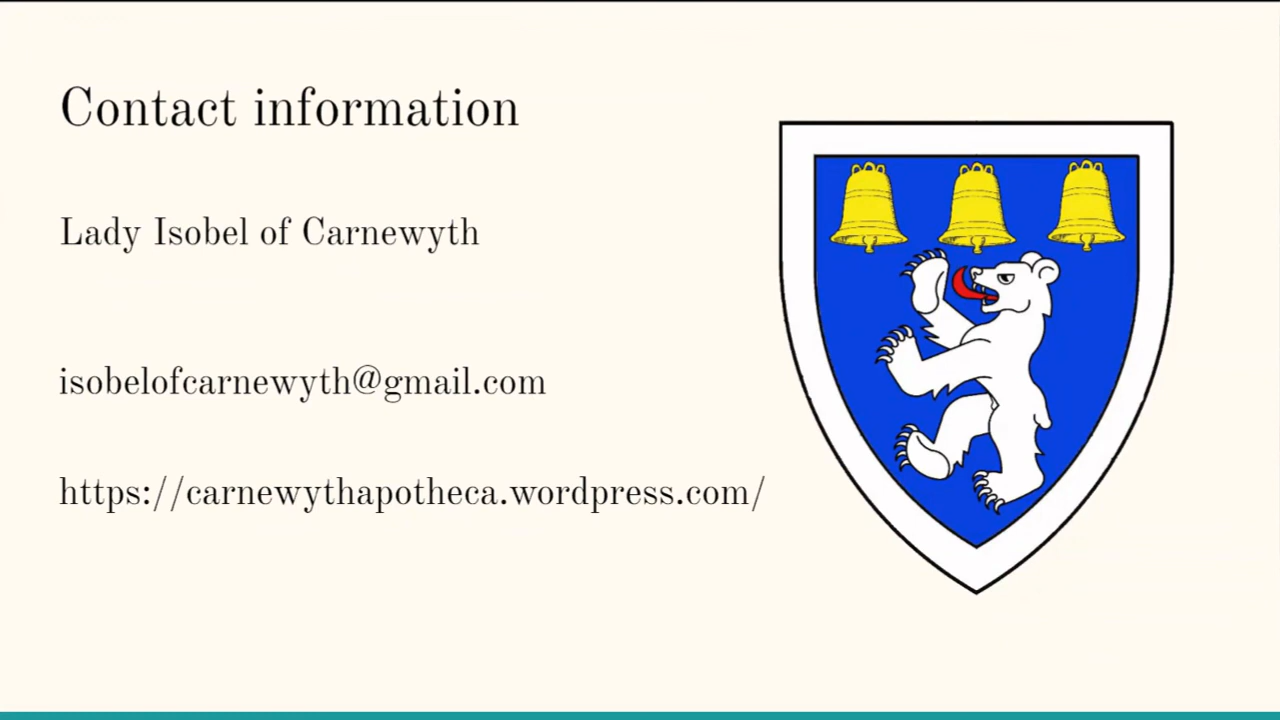 Contact information
Lady Isobel of Carnewyth
isobelofcarnewyth@gmail.com
https://carnewythapotheca.wordpress.com/